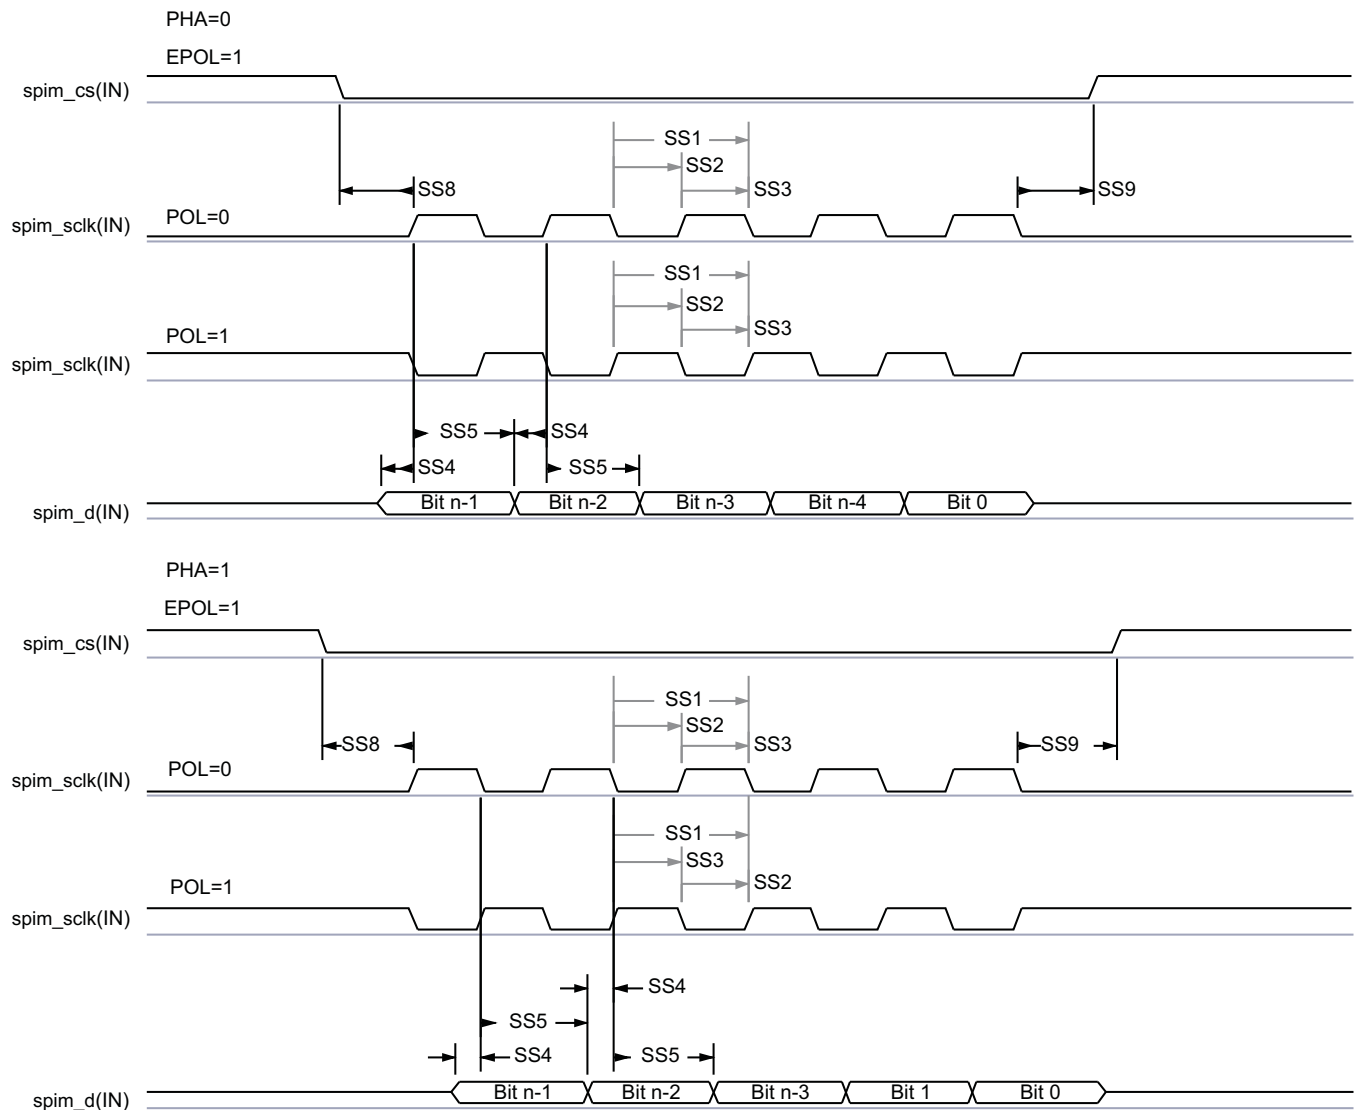 PHA=0
EPOL=1
spim_cs(IN)
SS1
SS2
SS8
SS3
SS9
POL=0
spim_sclk(IN)
SS1
SS2
SS3
POL=1
spim_sclk(IN)
SS5
SS4
SS4
SS5
Bit n-1
Bit n-2
Bit n-3
Bit n-4
Bit 0
spim_d(IN)
PHA=1
EPOL=1
spim_cs(IN)
SS1
SS2
SS8
SS3
SS9
POL=0
spim_sclk(IN)
SS1
SS3
SS2
POL=1
spim_sclk(IN)
SS4
SS5
SS4
SS5
Bit n-1
Bit n-2
Bit n-3
Bit 1
Bit 0
spim_d(IN)